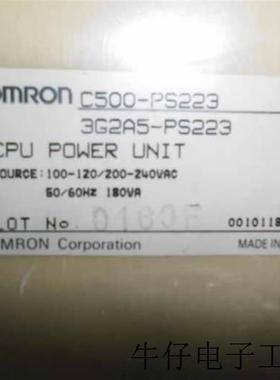 OMRON C500-PS223
3G2A5-PS223
CPU POWER UNIT
SOURCE: 100-120/200-240VAC
50/60HZ 180VA
LOT No. 0160F 0010118
OMRON Corporation MADE IN
牛仔电子工